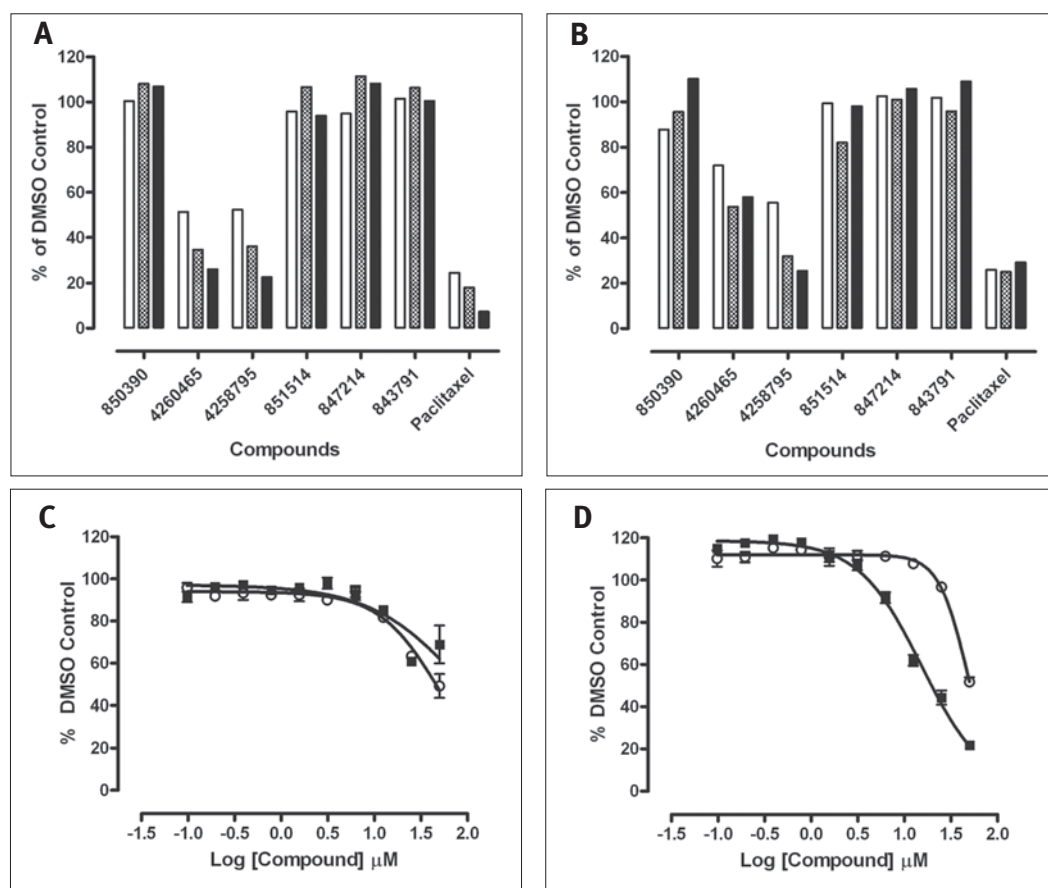 A
120
100
80
60
40
20
0
% of DMSO Control
850390
4260465
4258795
851514
847214
843791
Paclitaxel
Compounds
B
120
100
80
60
40
20
0
% of DMSO Control
850390
4260465
4258795
851514
847214
843791
Paclitaxel
Compounds
C
120
100
80
60
40
20
0
% DMSO Control
-1.5 -1.0 -0.5 0.0 0.5 1.0 1.5 2.0
Log [Compound] μM
D
120
100
80
60
40
20
0
% DMSO Control
-1.5 -1.0 -0.5 0.0 0.5 1.0 1.5 2.0
Log [Compound] μM